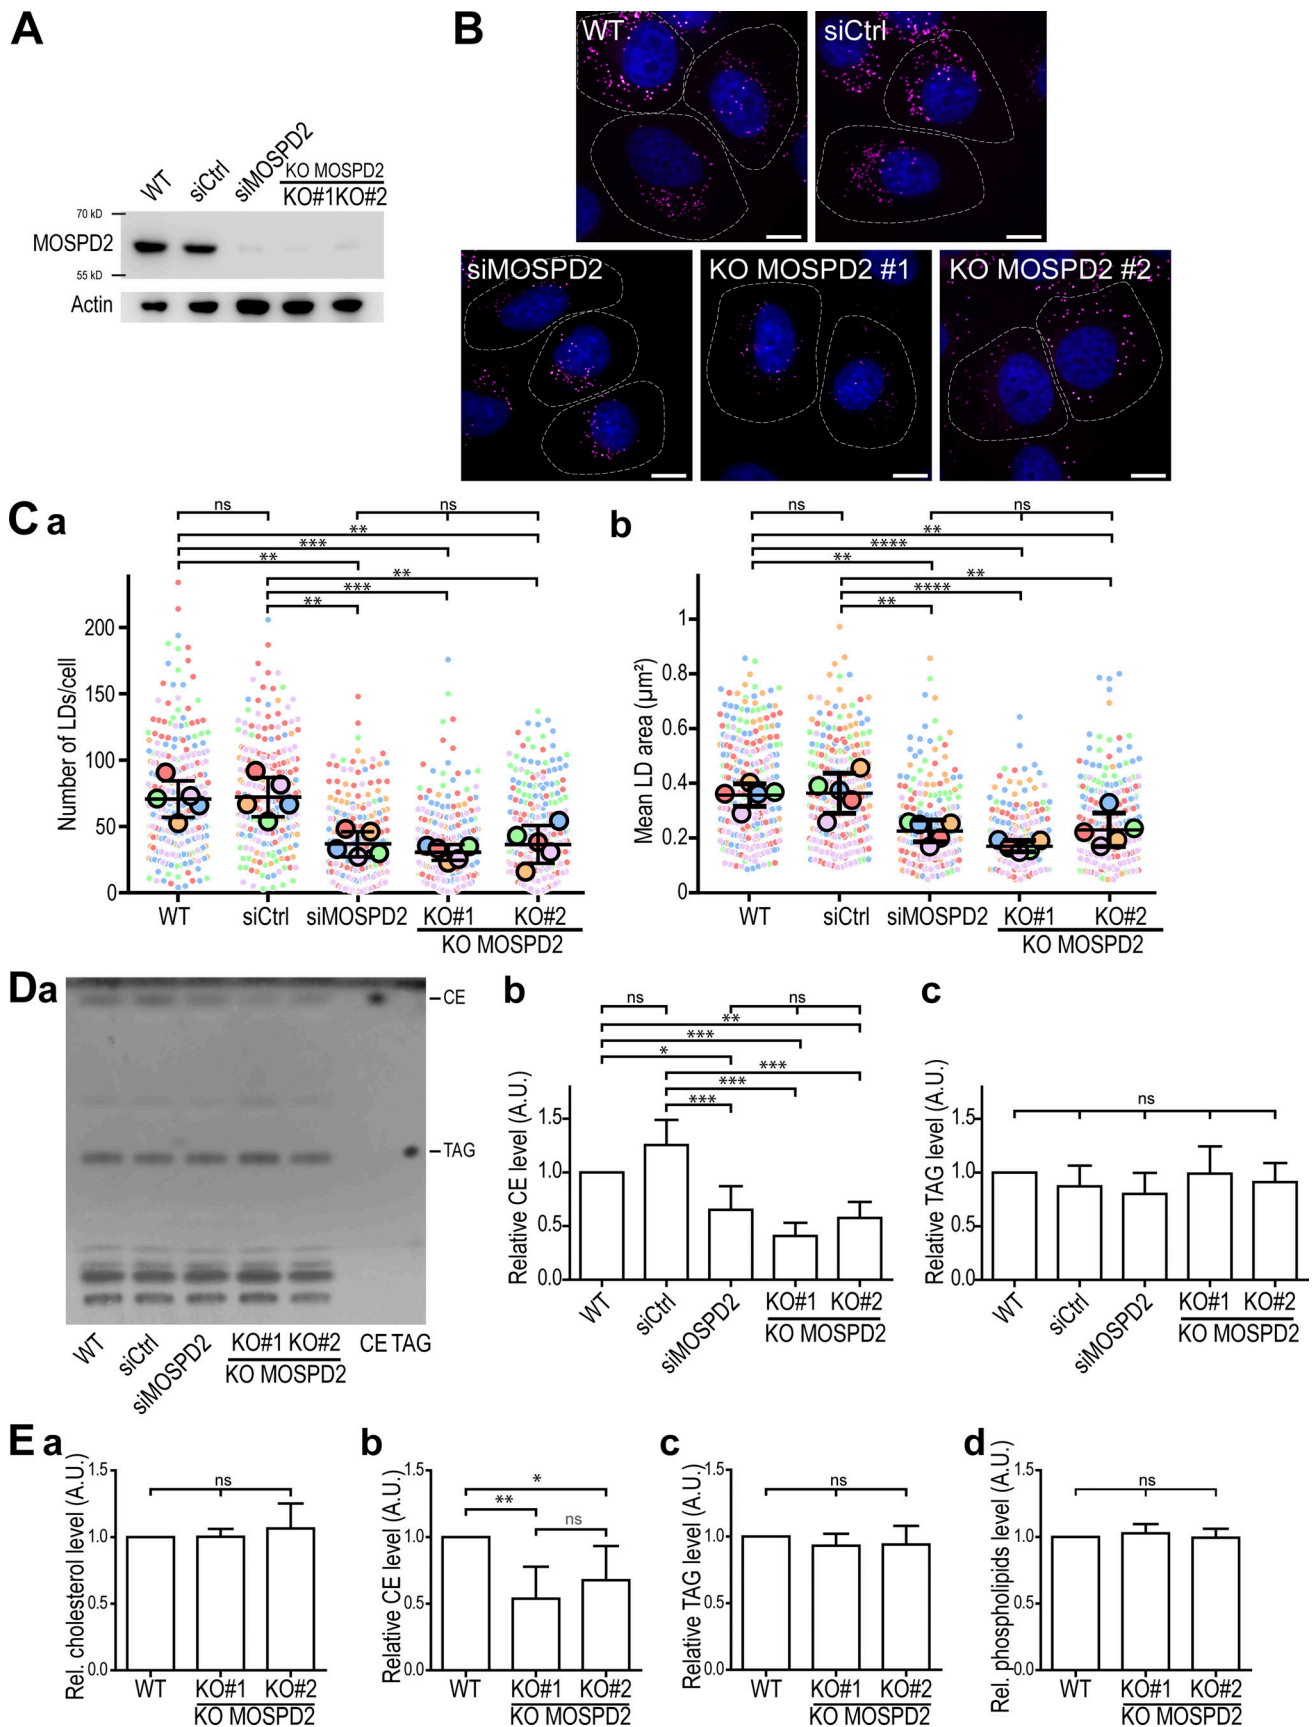 A
WT
siCtrl
siMOSPD2
KO MOSPD2
KO#1 KO#2
70 kD
MOSPD2
55 kD
Actin
B
WT
siCtrl
siMOSPD2
KO MOSPD2 #1
KO MOSPD2 #2
C a
ns
ns
**
***
**
**
***
**
Number of LDs/cell
200
150
100
50
0
WT
siCtrl
siMOSPD2
KO#1
KO#2
KO MOSPD2
b
ns
ns
**
****
**
**
****
**
Mean LD area (µm²)
1
0.8
0.6
0.4
0.2
0
WT
siCtrl
siMOSPD2
KO#1
KO#2
KO MOSPD2
Da
CE
TAG
WT
siCtrl
siMOSPD2
KO#1 KO#2
KO MOSPD2
CE TAG
b
ns
ns
**
***
*
***
***
***
Relative CE level (A.U.)
1.5
1.0
0.5
0.0
WT
siCtrl
siMOSPD2
KO#1
KO#2
KO MOSPD2
c
ns
Relative TAG level (A.U.)
1.5
1.0
0.5
0.0
WT
siCtrl
siMOSPD2
KO#1
KO#2
KO MOSPD2
E a
Rel. cholesterol level (A.U.)
1.5
1.0
0.5
0.0
ns
WT
KO#1
KO#2
KO MOSPD2
b
Relative CE level (A.U.)
1.5
1.0
0.5
0.0
*
**
ns
WT
KO#1
KO#2
KO MOSPD2
c
Relative TAG level (A.U.)
1.5
1.0
0.5
0.0
ns
WT
KO#1
KO#2
KO MOSPD2
d
Rel. phospholipids level (A.U.)
1.5
1.0
0.5
0.0
ns
WT
KO#1
KO#2
KO MOSPD2